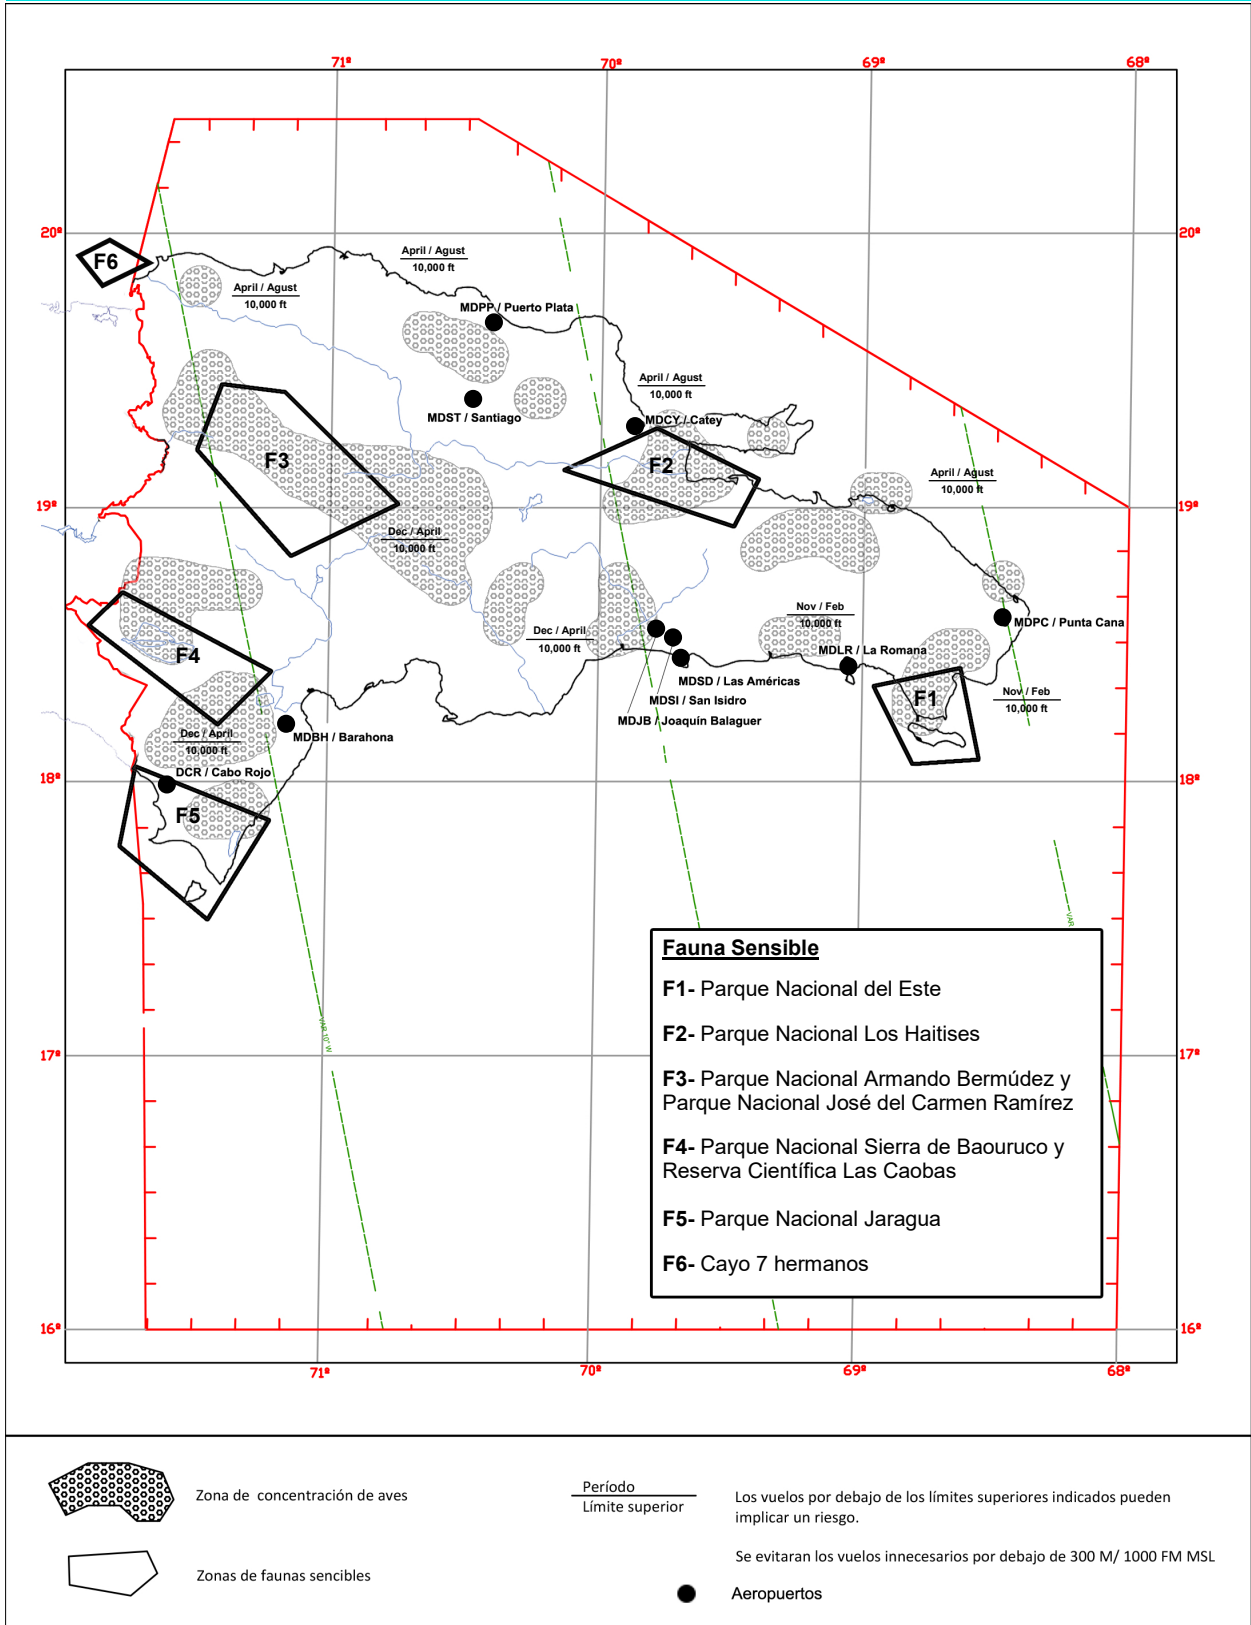 71º
70º
69º
68º
20º
20º
F6
April / Agust
10,000 ft
April / Agust
10,000 ft
MDPP / Puerto Plata
April / Agust
10,000 ft
MDST / Santiago
MDCY / Catey
F3
F2
April / Agust
10,000 ft
19º
19º
Dec / April
10,000 ft
Nov / Feb
10,000 ft
MDPC / Punta Cana
Dec / April
10,000 ft
F4
MDLR / La Romana
MDSD / Las Américas
MDSI / San Isidro
MDJB / Joaquín Balaguer
F1
Nov / Feb
10,000 ft
Dec / April
10,000 ft
MDBH / Barahona
DCR / Cabo Rojo
18º
18º
F5
VAR
VAR 10° W
Fauna Sensible
F1- Parque Nacional del Este
F2- Parque Nacional Los Haitises
F3- Parque Nacional Armando Bermúdez y
Parque Nacional José del Carmen Ramírez
F4- Parque Nacional Sierra de Baouruco y
Reserva Científica Las Caobas
F5- Parque Nacional Jaragua
F6- Cayo 7 hermanos
17º
17º
16º
16º
71º
70º
69º
68º
Zona de concentración de aves
Zonas de faunas sencibles
Período
Límite superior
Los vuelos por debajo de los límites superiores indicados pueden
implicar un riesgo.
Se evitaran los vuelos innecesarios por debajo de 300 M/ 1000 FM MSL
Aeropuertos